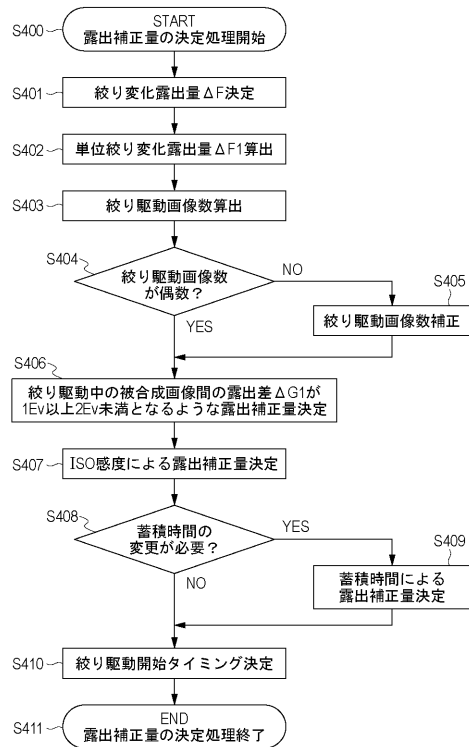 S400
START
露出補正量の決定処理開始
S401
絞り変化露出量ΔF決定
S402
単位絞り変化露出量ΔF1算出
S403
絞り駆動画像数算出
S404
絞り駆動画像数
が偶数？
NO
YES
S405
絞り駆動画像数補正
S406
絞り駆動中の被合成画像間の露出差ΔG1が
1Ev以上2Ev未満となるような露出補正量決定
S407
ISO感度による露出補正量決定
S408
蓄積時間の
変更が必要？
YES
NO
S409
蓄積時間による
露出補正量決定
S410
絞り駆動開始タイミング決定
S411
END
露出補正量の決定処理終了